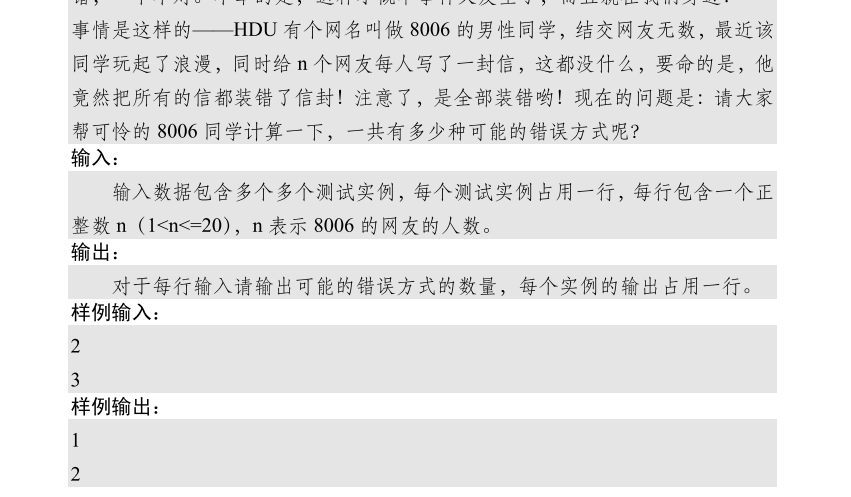 事情是这样的——HDU 有个网名叫做 8006 的男性同学，结交网友无数，最近该
同学玩起了浪漫，同时给 n 个网友每人写了一封信，这都没什么，要命的是，他
竟然把所有的信都装错了信封！注意了，是全部装错哟！现在的问题是：请大家
帮可怜的 8006 同学计算一下，一共有多少种可能的错误方式呢？
输入：
输入数据包含多个多个测试实例，每个测试实例占用一行，每行包含一个正
整数 n（1<n<=20），n 表示 8006 的网友的人数。
输出：
对于每行输入请输出可能的错误方式的数量，每个实例的输出占用一行。
样例输入：
2
3
样例输出：
1
2